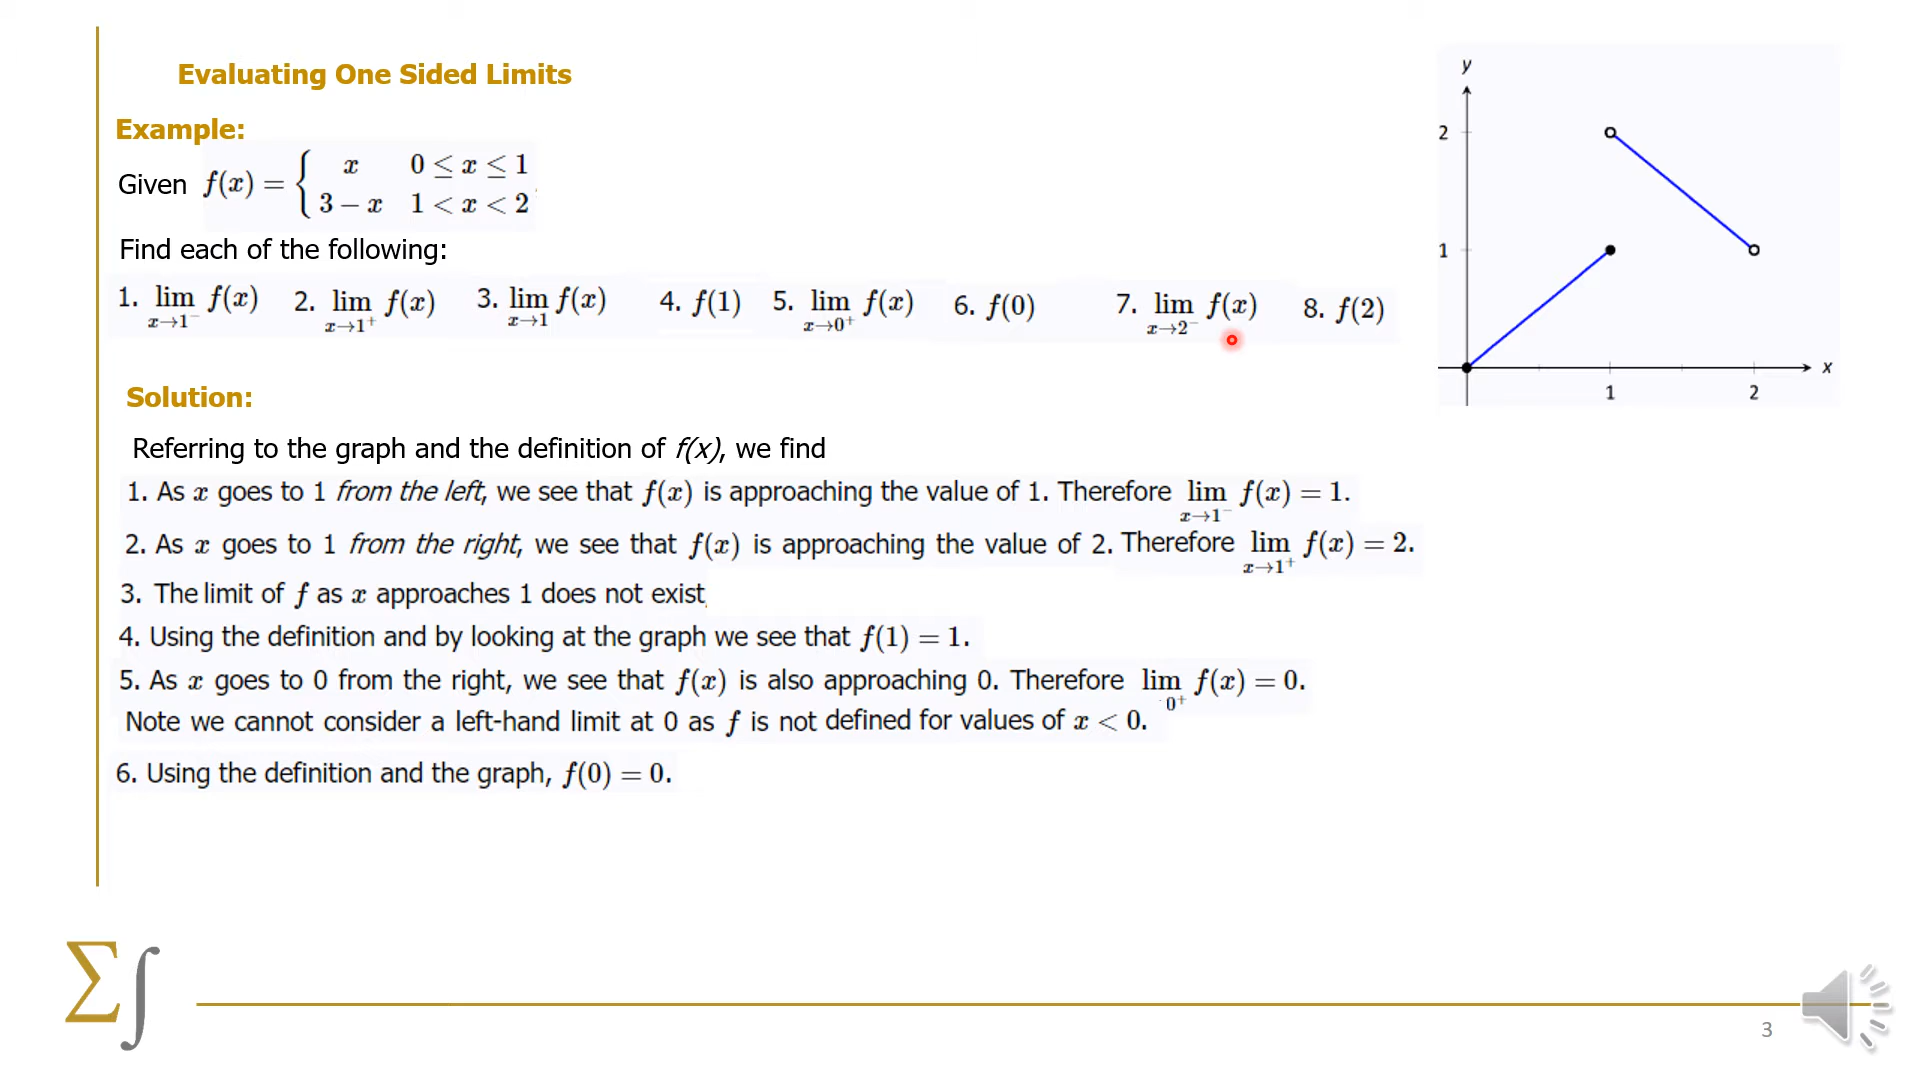 Evaluating One Sided Limits
Example:
Given f(x) = { x 0 ≤ x ≤ 1
3 − x 1 < x < 2
Find each of the following:
1. lim x→1⁻ f(x) 2. lim x→1⁺ f(x) 3. lim x→1 f(x) 4. f(1) 5. lim x→0⁺ f(x) 6. f(0) 7. lim x→2⁻ f(x) 8. f(2)
Solution:
Referring to the graph and the definition of f(x), we find
1. As x goes to 1 from the left, we see that f(x) is approaching the value of 1. Therefore lim x→1⁻ f(x) = 1.
2. As x goes to 1 from the right, we see that f(x) is approaching the value of 2. Therefore lim x→1⁺ f(x) = 2.
3. The limit of f as x approaches 1 does not exist
4. Using the definition and by looking at the graph we see that f(1) = 1.
5. As x goes to 0 from the right, we see that f(x) is also approaching 0. Therefore lim 0⁺ f(x) = 0.
Note we cannot consider a left-hand limit at 0 as f is not defined for values of x < 0.
6. Using the definition and the graph, f(0) = 0.
y
2
1
x
1 2
∑∫
3